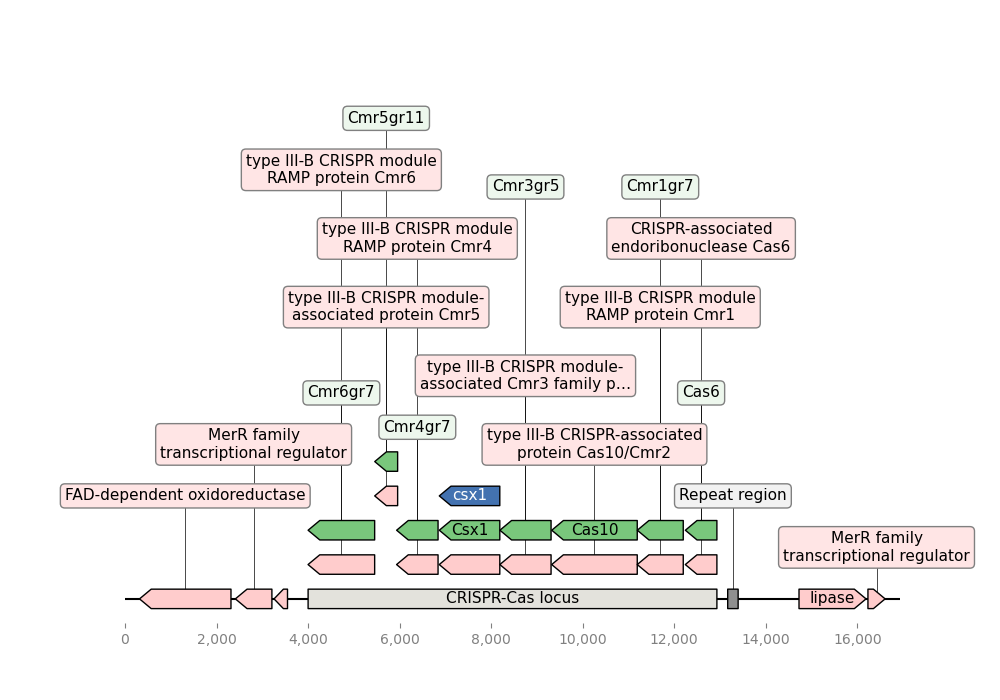 Cmr5gr11
type III-B CRISPR module
RAMP protein Cmr6
Cmr3gr5
Cmr1gr7
type III-B CRISPR module
RAMP protein Cmr4
CRISPR-associated
endoribonuclease Cas6
type III-B CRISPR module-
associated protein Cmr5
type III-B CRISPR module
RAMP protein Cmr1
type III-B CRISPR module-
associated Cmr3 family p...
Cmr6gr7
Cas6
Cmr4gr7
MerR family
transcriptional regulator
type III-B CRISPR-associated
protein Cas10/Cmr2
FAD-dependent oxidoreductase
csx1
Repeat region
Csx1
Cas10
MerR family
transcriptional regulator
CRISPR-Cas locus
lipase
0
2,000
4,000
6,000
8,000
10,000
12,000
14,000
16,000